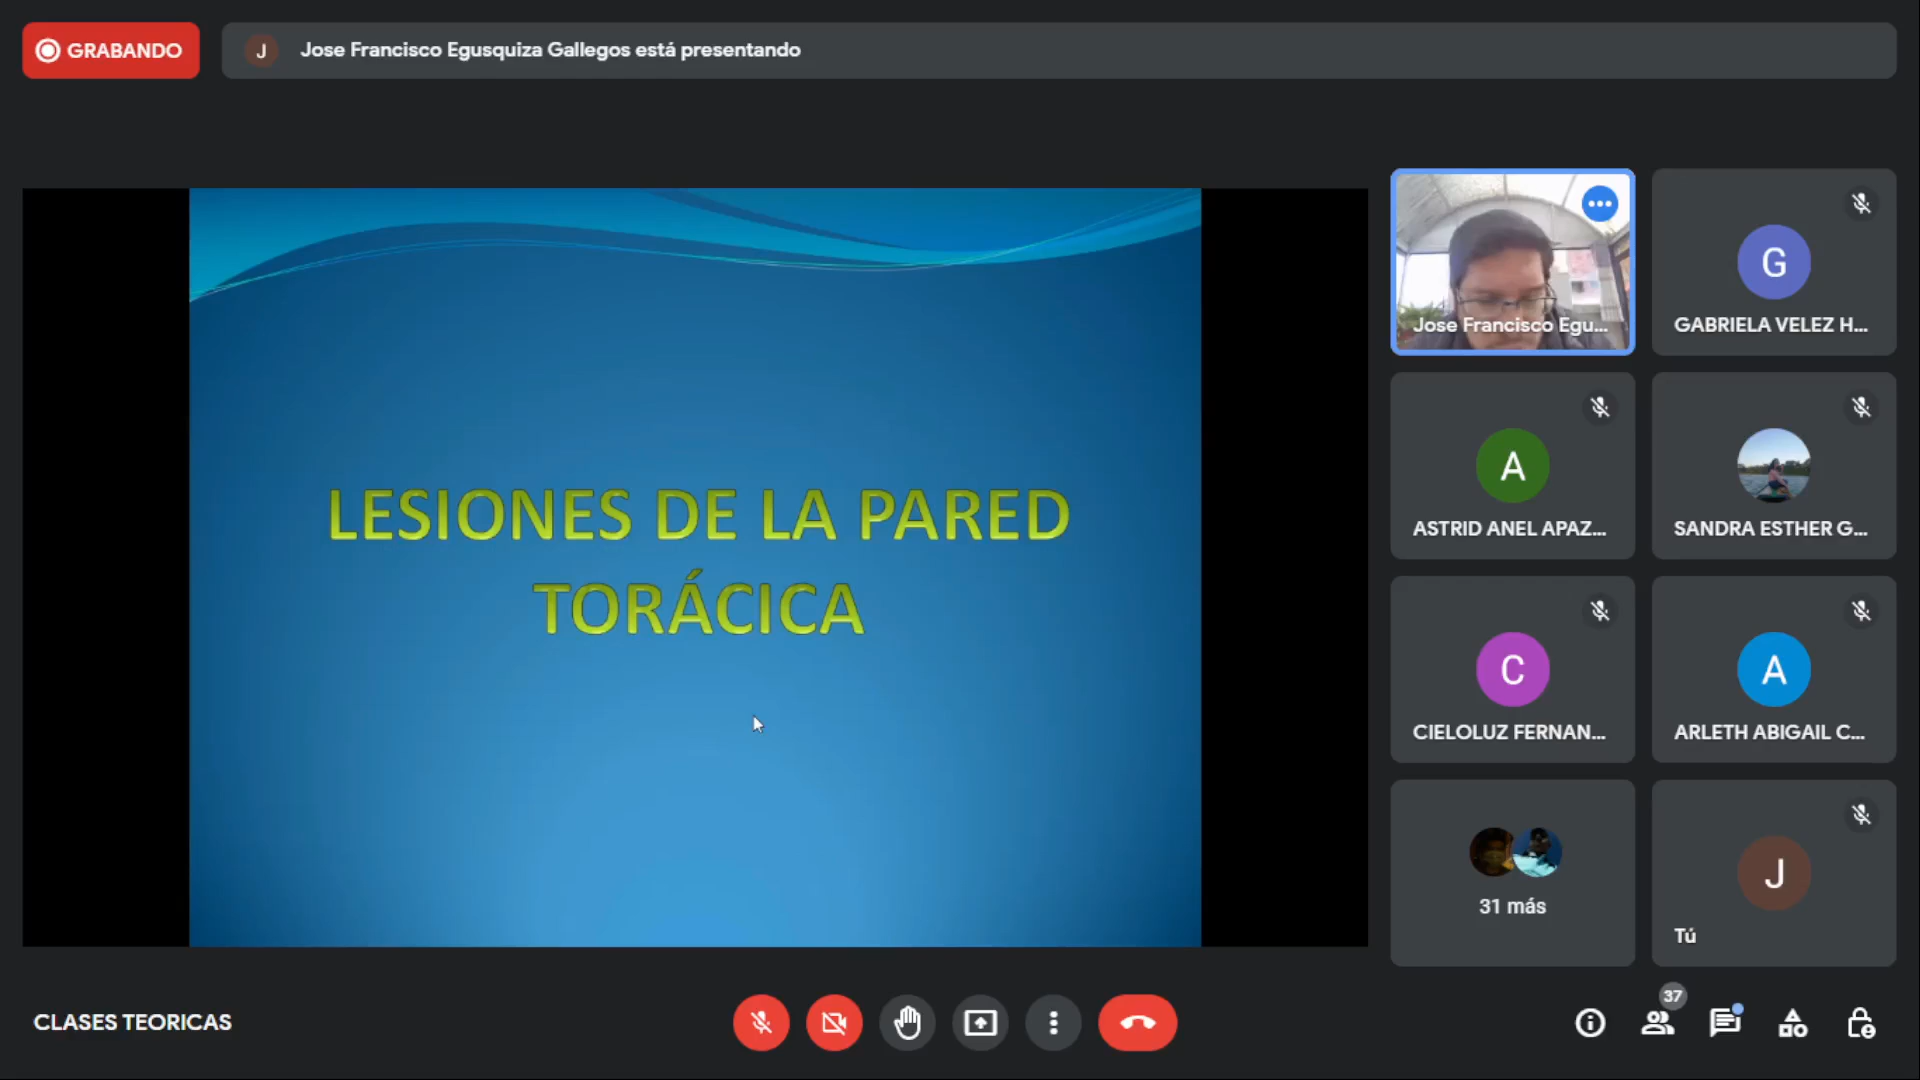 GRABANDO
J
Jose Francisco Egusquiza Gallegos está presentando
LESIONES DE LA PARED
TORÁCICA
Jose Francisco Egu...
G
GABRIELA VELEZ H...
A
ASTRID ANEL APAZ...
SANDRA ESTHER G...
C
CIELOLUZ FERNAN...
A
ARLETH ABIGAIL C...
31 más
J
Tú
CLASES TEORICAS
37